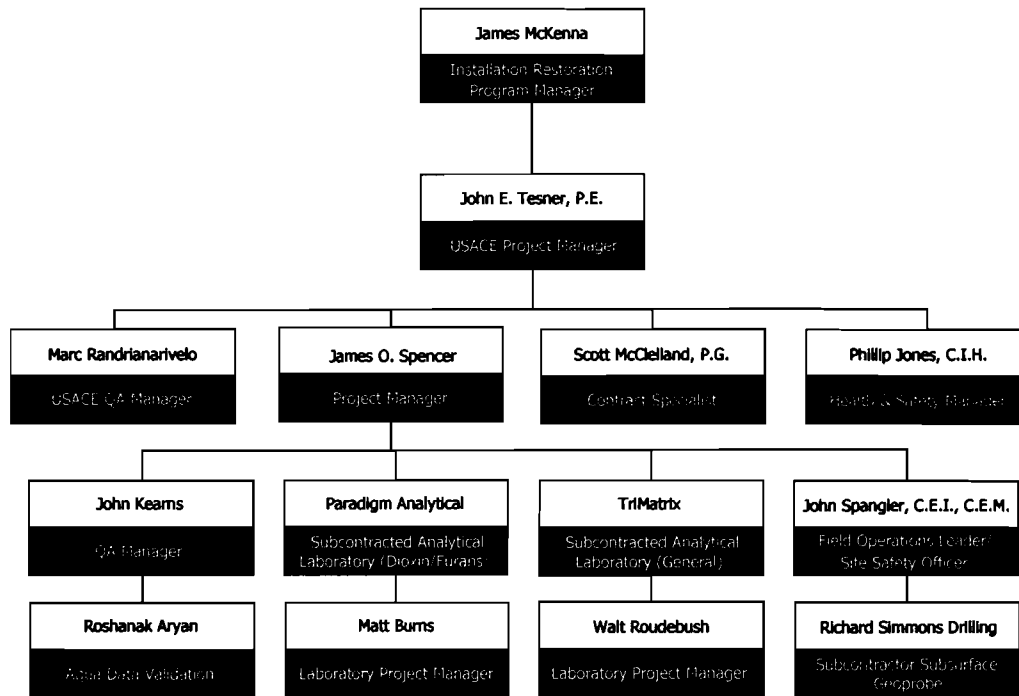 James McKenna
Installation Restoration
Program Manager
John E. Tesner, P.E.
USACE Project Manager
Marc Randrianarivelo
USACE QA Manager
James O. Spencer
Project Manager
Scott McClelland, P.G.
Contract Specialist
Phillip Jones, C.I.H.
Health & Safety Manager
John Kearns
QA Manager
Paradigm Analytical
Subcontracted Analytical
Laboratory (Dioxin/Furans)
TriMatrix
Subcontracted Analytical
Laboratory (General)
John Spangler, C.E.I., C.E.M.
Field Operations Leader/
Site Safety Officer
Roshanak Aryan
Aqua Data Validation
Matt Burns
Laboratory Project Manager
Walt Roudebush
Laboratory Project Manager
Richard Simmons Drilling
Subcontractor Subsurface
Geoprobe